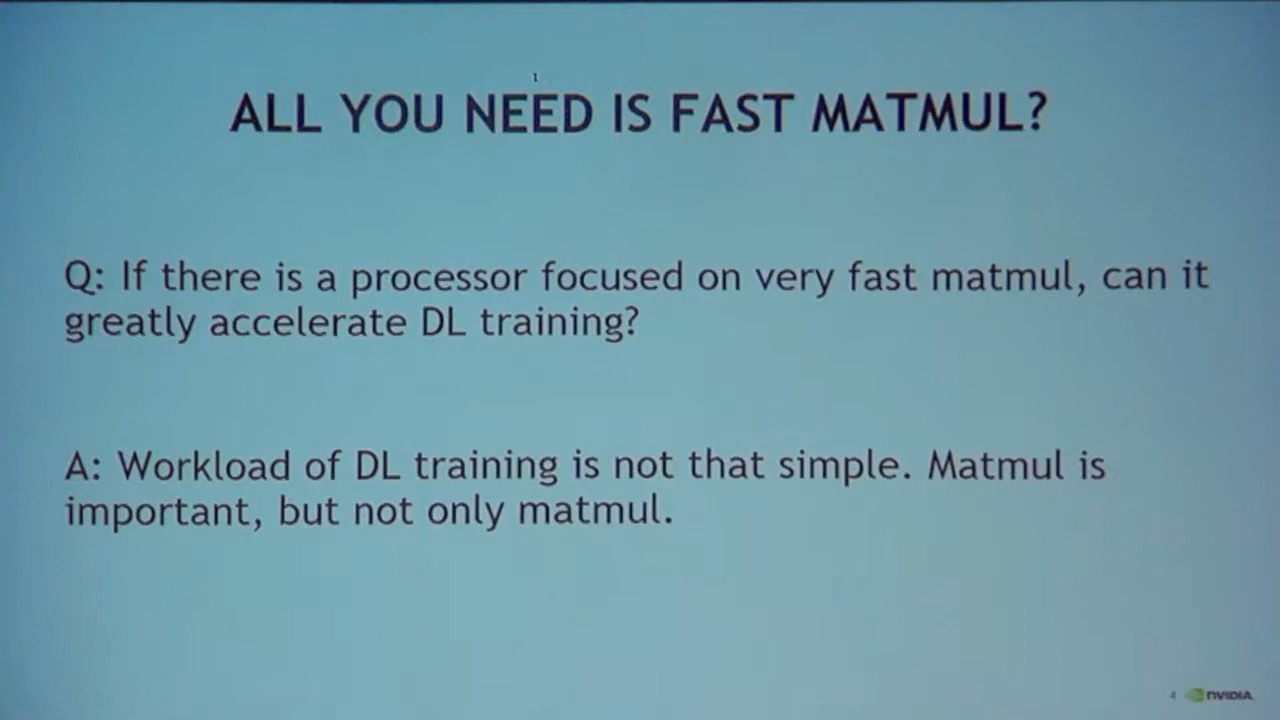 ALL YOU NEED IS FAST MATMUL?
Q: If there is a processor focused on very fast matmul, can it
greatly accelerate DL training?
A: Workload of DL training is not that simple. Matmul is
important, but not only matmul.
4 NVIDIA